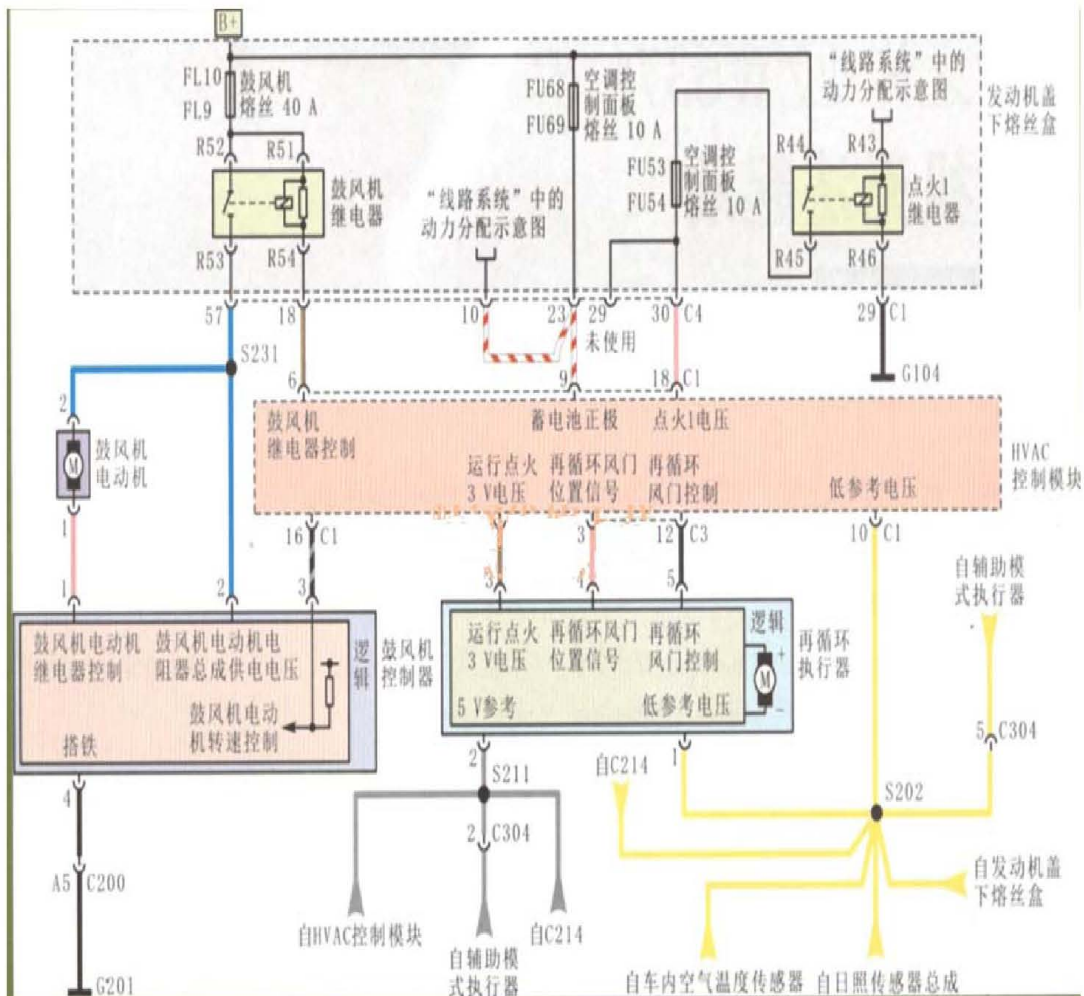 B+
FL10
FL9
鼓风机
熔丝 40 A
FU68
FU69
空调控
制面板
熔丝 10 A
“线路系统”中的
动力分配示意图
发动机盖
下熔丝盒
R52
R51
鼓风机
继电器
R53
R54
“线路系统”中的
动力分配示意图
FU53
FU54
空调控
制面板
熔丝 10 A
R44
R43
点火1
继电器
R45
R46
57
18
10
23
29
未使用
30
C4
29
C1
G104
S231
2
鼓风机
电动机
M
1
6
9
18
C1
鼓风机
继电器控制
蓄电池正极
点火1电压
运行点火
3 V电压
再循环风门
位置信号
再循环
风门控制
低参考电压
HVAC
控制模块
16
C1
3
12
C3
10
C1
1
2
3
3
4
5
鼓风机电动机
继电器控制
鼓风机电动机电
阻器总成供电电压
逻辑
鼓风机
控制器
鼓风机电动
机转速控制
搭铁
运行点火
3 V电压
再循环风门
位置信号
再循环
风门控制
逻辑
再循环
执行器
+
M
-
5 V参考
低参考电压
自辅助模
式执行器
5
C304
4
A5
C200
G201
2
S211
2
C304
1
自C214
S202
自HVAC控制模块
自辅助模
式执行器
自C214
自发动机盖
下熔丝盒
自车内空气温度传感器
自日照传感器总成